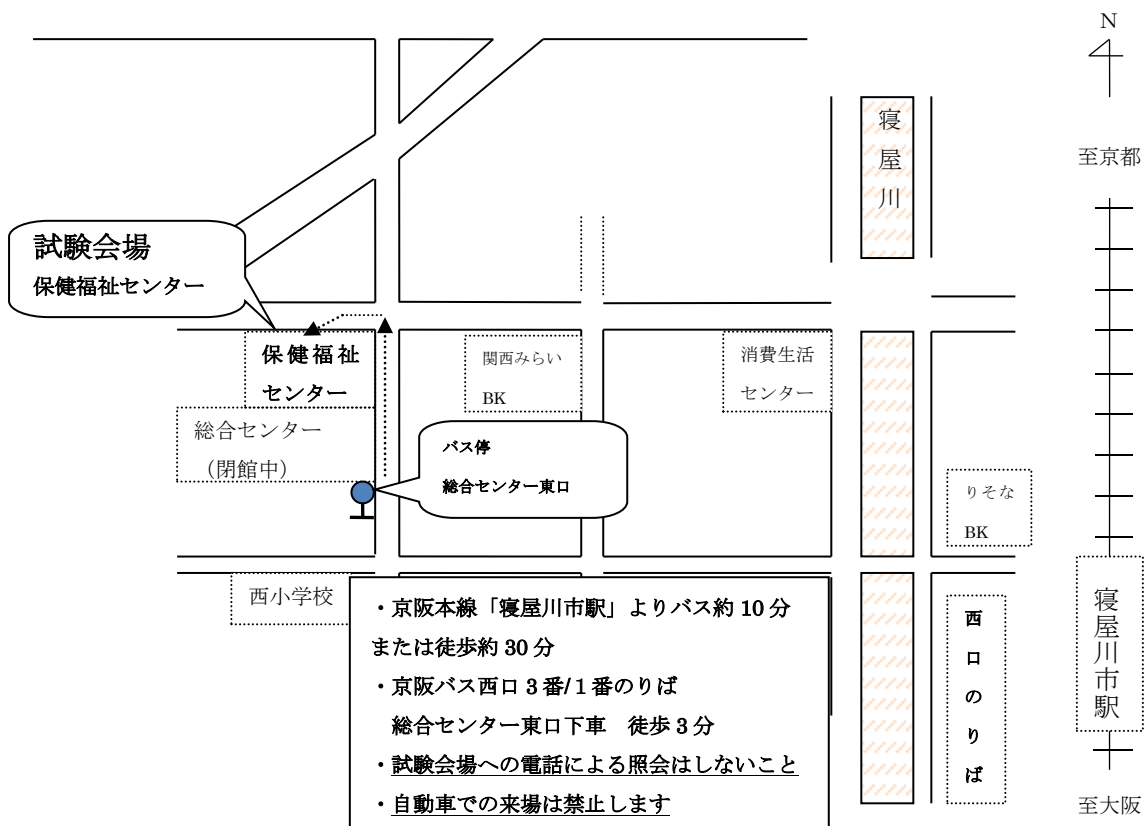 N
至京都
寝屋川
試験会場
保健福祉センター
保健福祉
センター
関西みらい
BK
消費生活
センター
総合センター
（閉館中）
バス停
総合センター東口
りそな
BK
西小学校
・京阪本線「寝屋川市駅」よりバス約 10 分
または徒歩約 30 分
・京阪バス西口 3 番/１番のりば
総合センター東口下車　徒歩 3 分
・試験会場への電話による照会はしないこと
・自動車での来場は禁止します
西口のりば
寝屋川市駅
至大阪